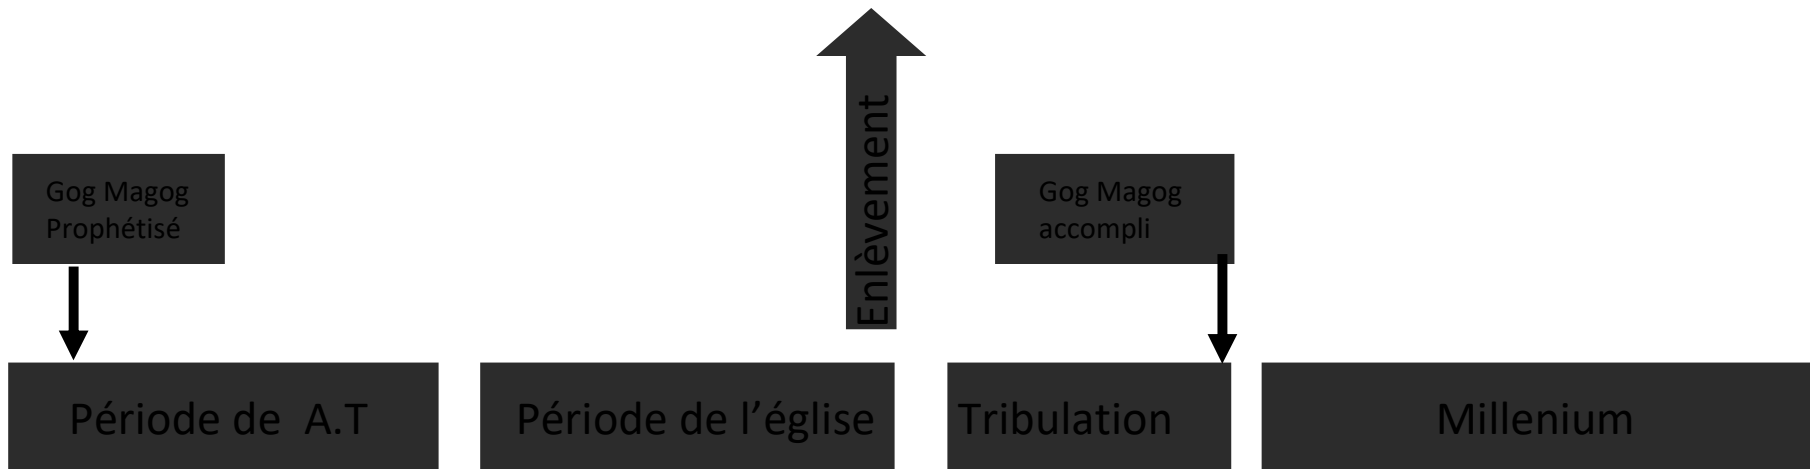 Enlèvement
Gog Magog
Prophétisé
Gog Magog
accompli
Période de  A.T
Période de l’église
Tribulation
Millenium